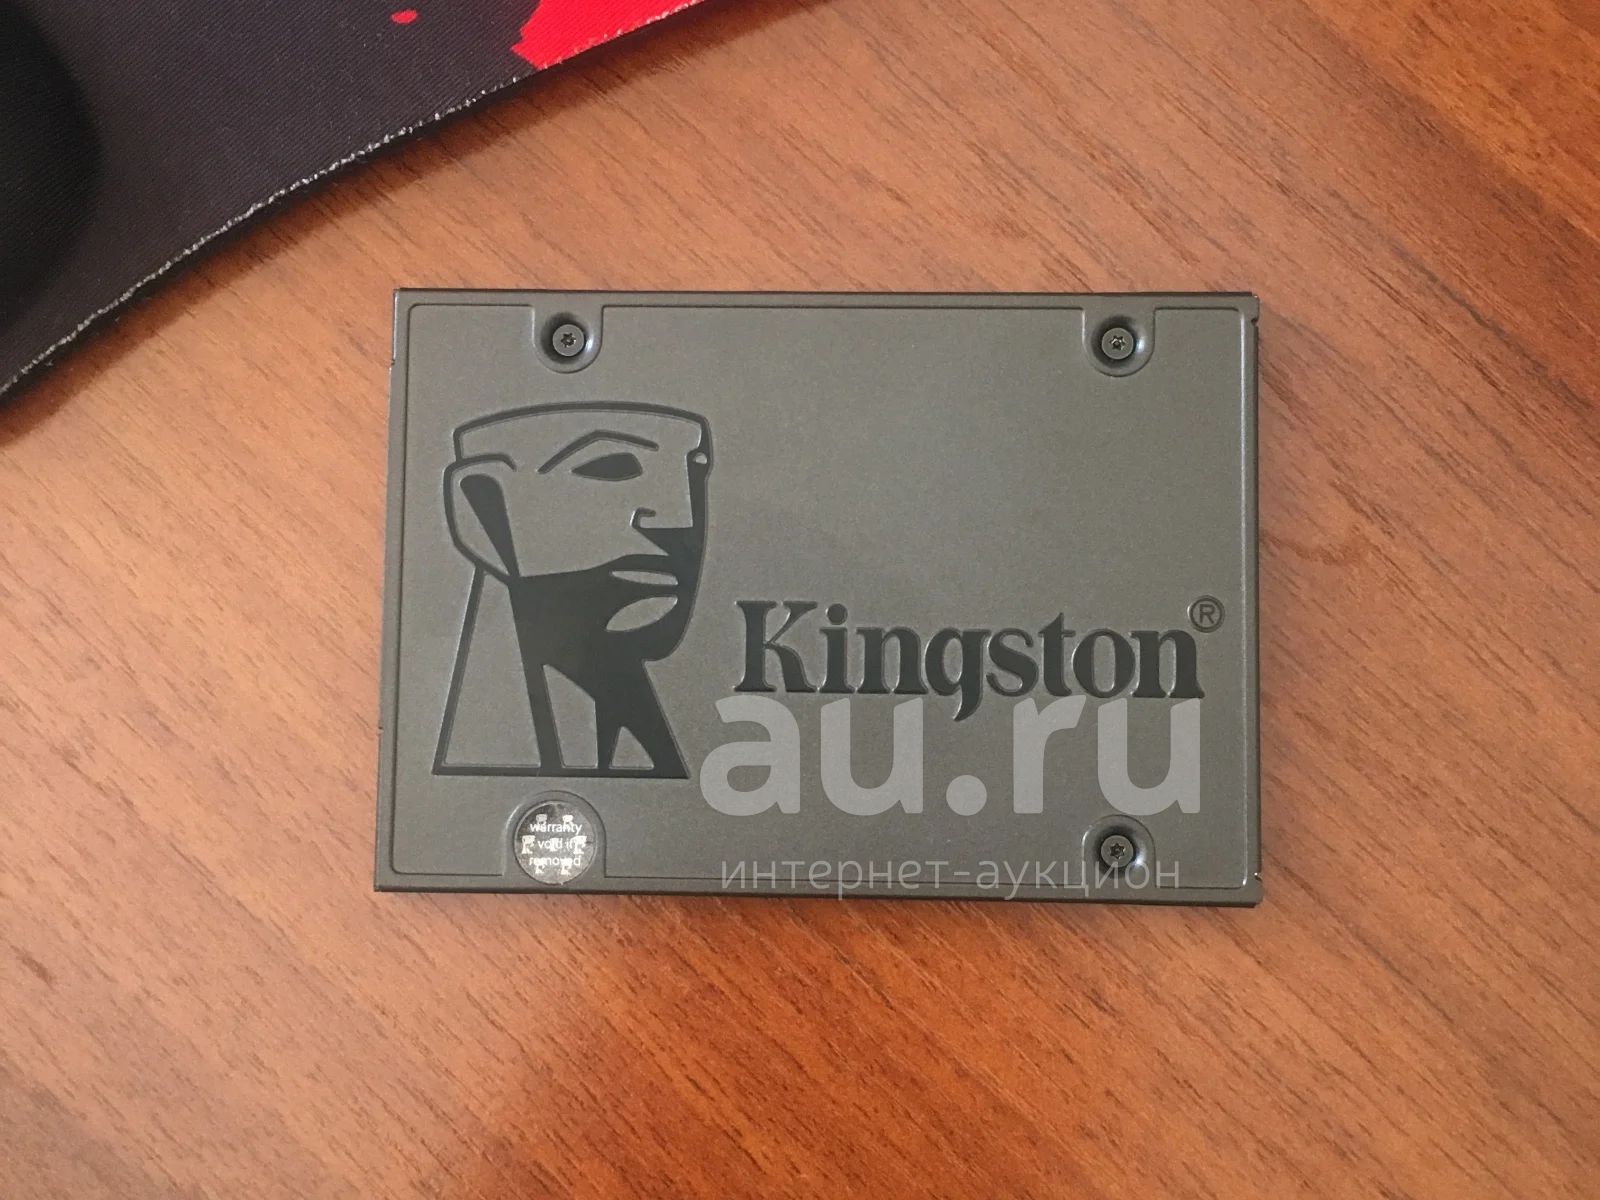 Kingston®
au.ru
интернет-аукцион
warranty
void if
removed